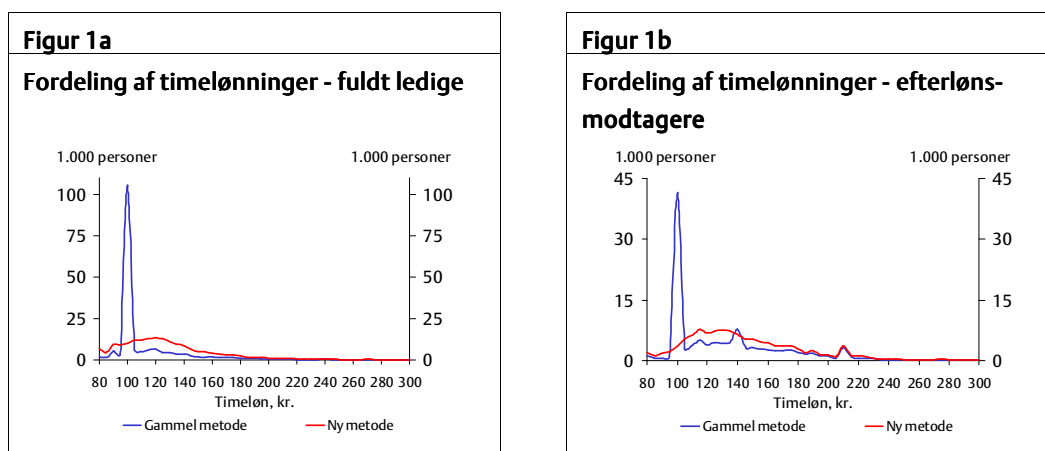 Figur 1a
Fordeling af timelønninger - fuldt ledige
1.000 personer 1.000 personer
100 100
75 75
50 50
25 25
0 0
80 100 120 140 160 180 200 220 240 260 280 300
Timeløn, kr.
Gammel metode Ny metode
Figur 1b
Fordeling af timelønninger - efterløns-
modtagere
1.000 personer 1.000 personer
45 45
30 30
15 15
0 0
80 100 120 140 160 180 200 220 240 260 280 300
Timeløn, kr.
Gammel metode Ny metode